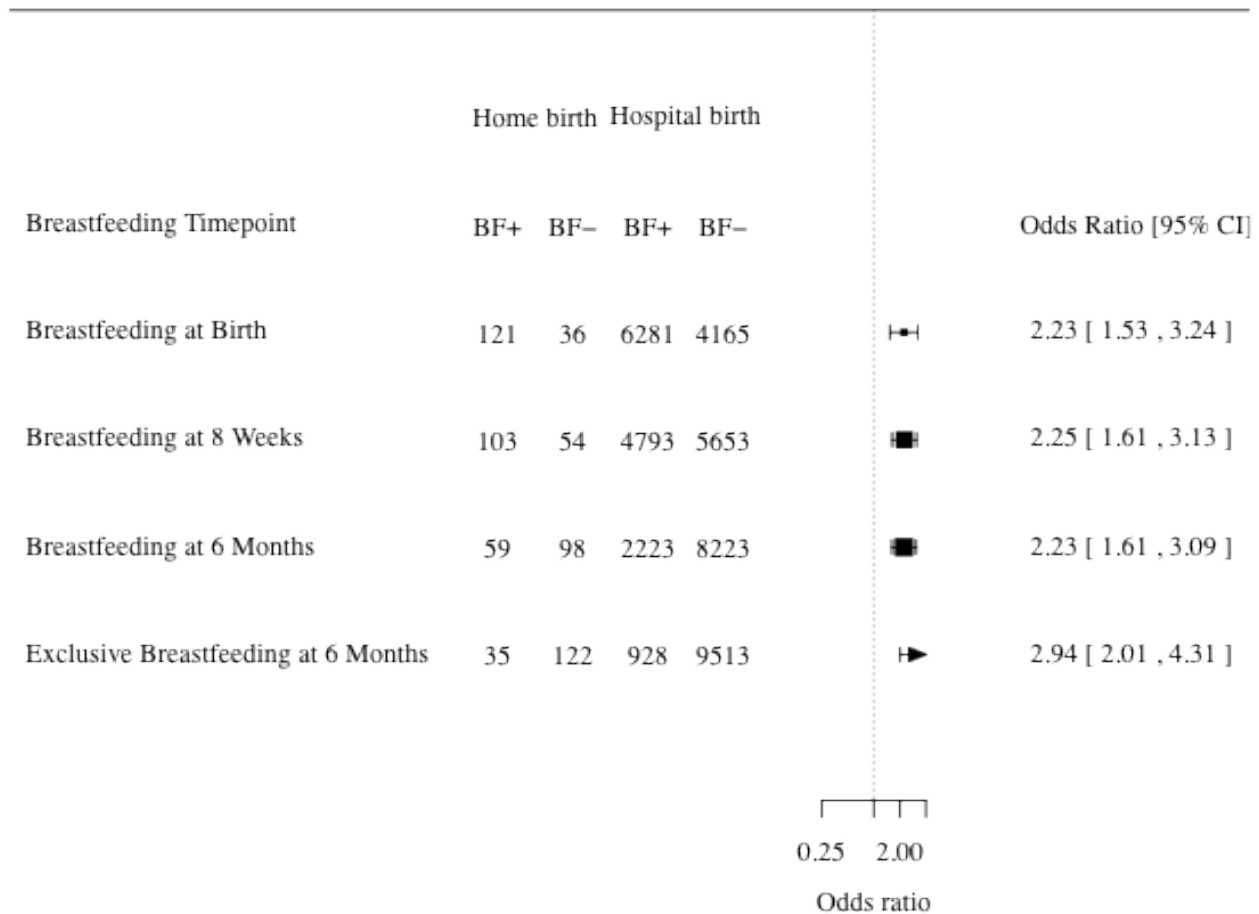 Home birth Hospital birth
Breastfeeding Timepoint BF+ BF− BF+ BF− Odds Ratio [95% CI]
Breastfeeding at Birth 121 36 6281 4165 2.23 [ 1.53 , 3.24 ]
Breastfeeding at 8 Weeks 103 54 4793 5653 2.25 [ 1.61 , 3.13 ]
Breastfeeding at 6 Months 59 98 2223 8223 2.23 [ 1.61 , 3.09 ]
Exclusive Breastfeeding at 6 Months 35 122 928 9513 2.94 [ 2.01 , 4.31 ]
0.25 2.00
Odds ratio